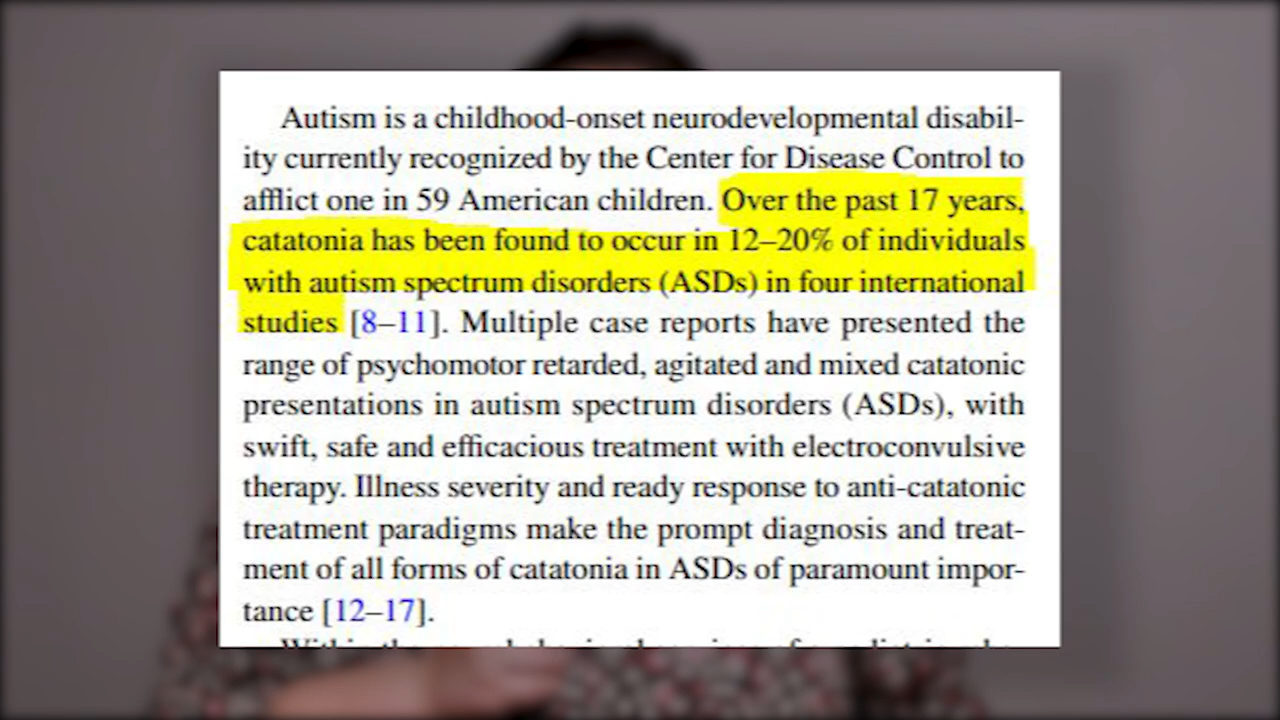 Autism is a childhood-onset neurodevelopmental disabil-
ity currently recognized by the Center for Disease Control to
afflict one in 59 American children. Over the past 17 years,
catatonia has been found to occur in 12–20% of individuals
with autism spectrum disorders (ASDs) in four international
studies [8–11]. Multiple case reports have presented the
range of psychomotor retarded, agitated and mixed catatonic
presentations in autism spectrum disorders (ASDs), with
swift, safe and efficacious treatment with electroconvulsive
therapy. Illness severity and ready response to anti-catatonic
treatment paradigms make the prompt diagnosis and treat-
ment of all forms of catatonia in ASDs of paramount impor-
tance [12–17].